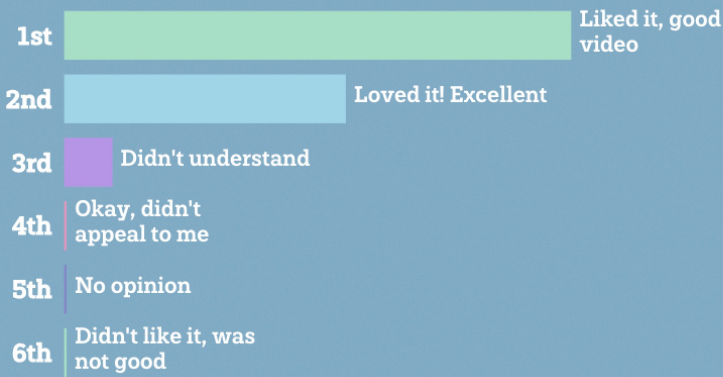 1st
Liked it, good
video
2nd
Loved it! Excellent
3rd
Didn't understand
4th
Okay, didn't
appeal to me
5th
No opinion
6th
Didn't like it, was
not good